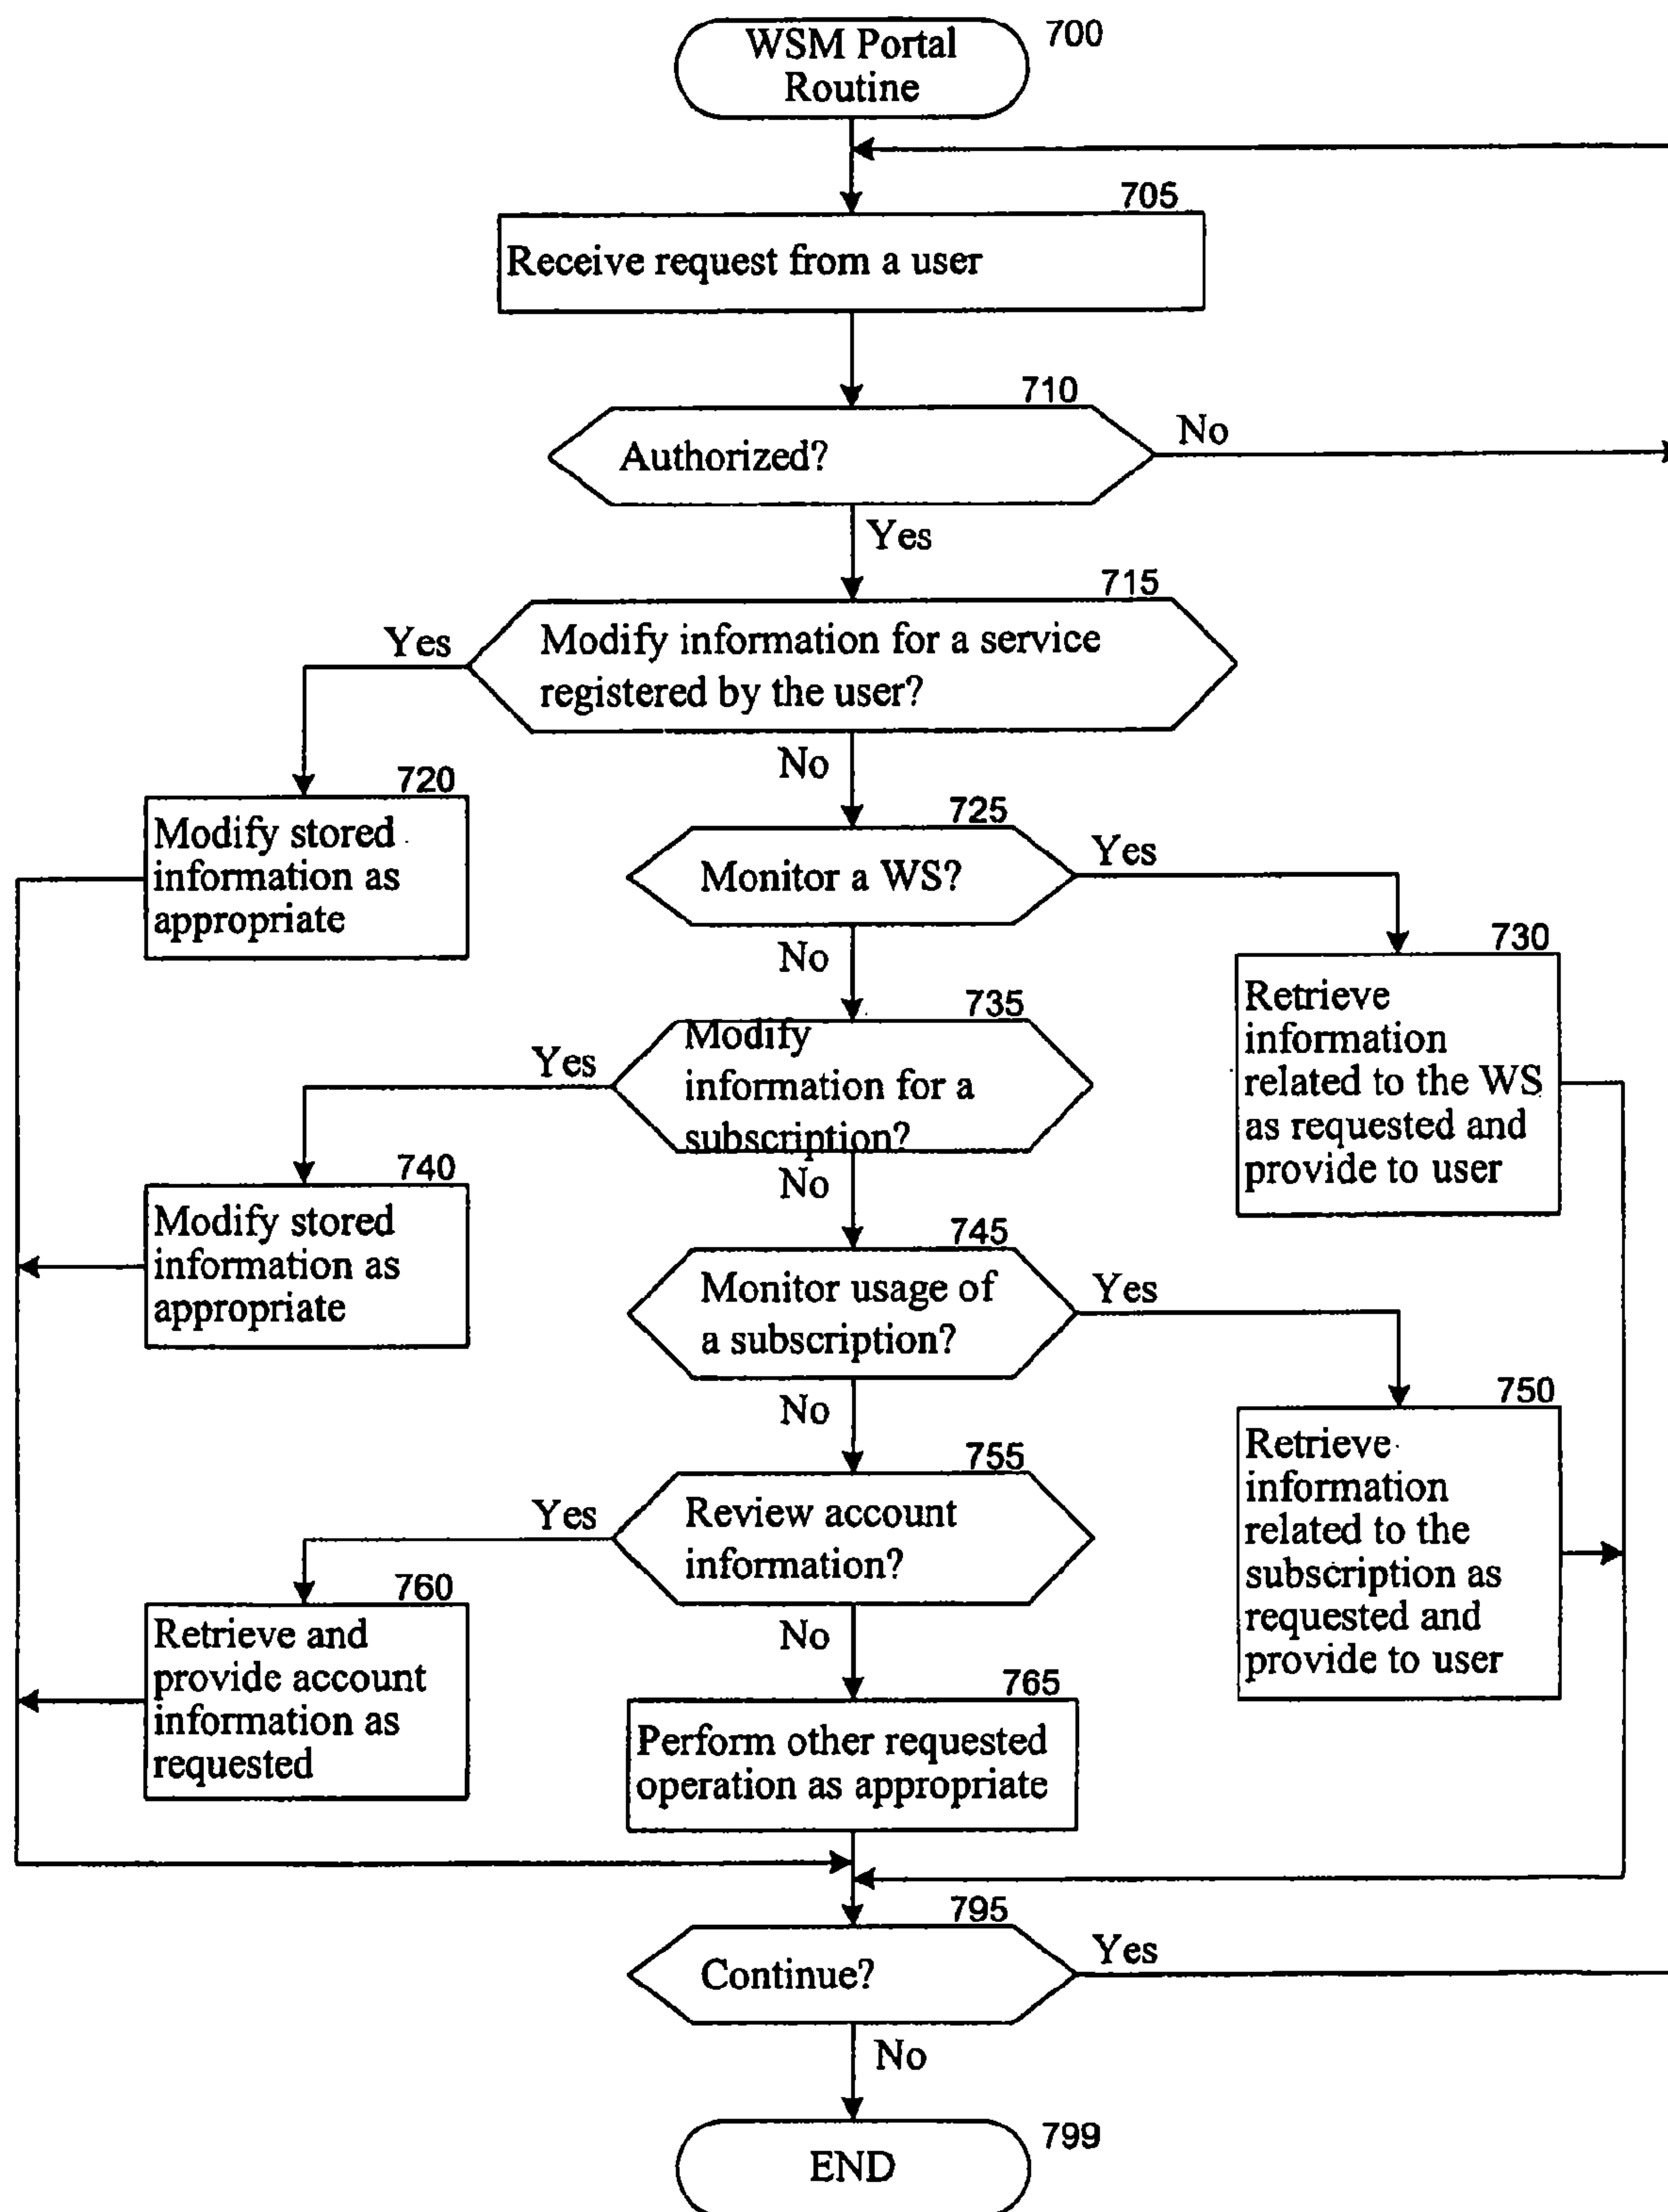 WSM Portal
Routine
700
705
Receive request from a user
710
Authorized?
No
Yes
715
Modify information for a service
registered by the user?
Yes
No
720
Modify stored
information as
appropriate
725
Monitor a WS?
Yes
No
730
Retrieve
information
related to the WS
as requested and
provide to user
735
Modify
information for a
subscription?
Yes
No
740
Modify stored
information as
appropriate
745
Monitor usage of
a subscription?
Yes
No
750
Retrieve
information
related to the
subscription as
requested and
provide to user
755
Review account
information?
Yes
No
760
Retrieve and
provide account
information as
requested
765
Perform other requested
operation as appropriate
795
Continue?
Yes
No
END
799